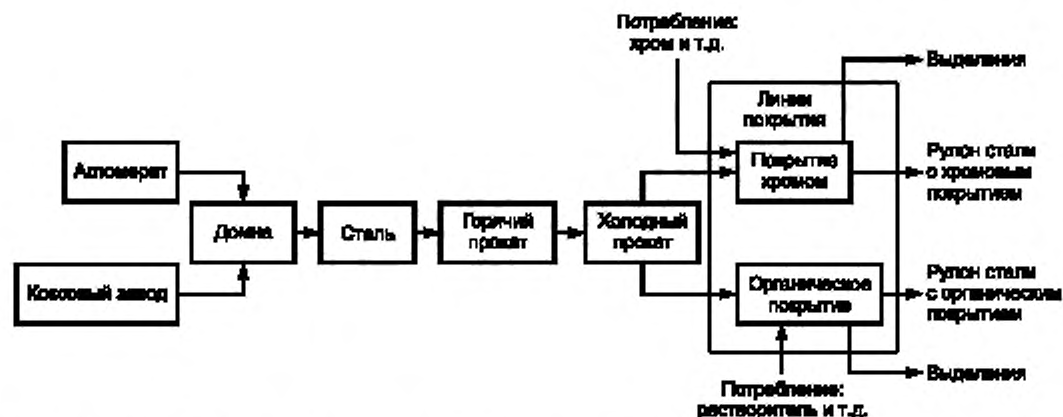 Потребление:
хром и т.д.
Выделения
Линии
покрытия
Агломерат
Покрытие
хромом
Рулон стали
с хромовым
покрытием
Домна
Сталь
Горячий
прокат
Холодный
прокат
Коксовый завод
Органическое
покрытие
Рулон стали
с органическим
покрытием
Выделения
Потребление:
растворитель и т.д.